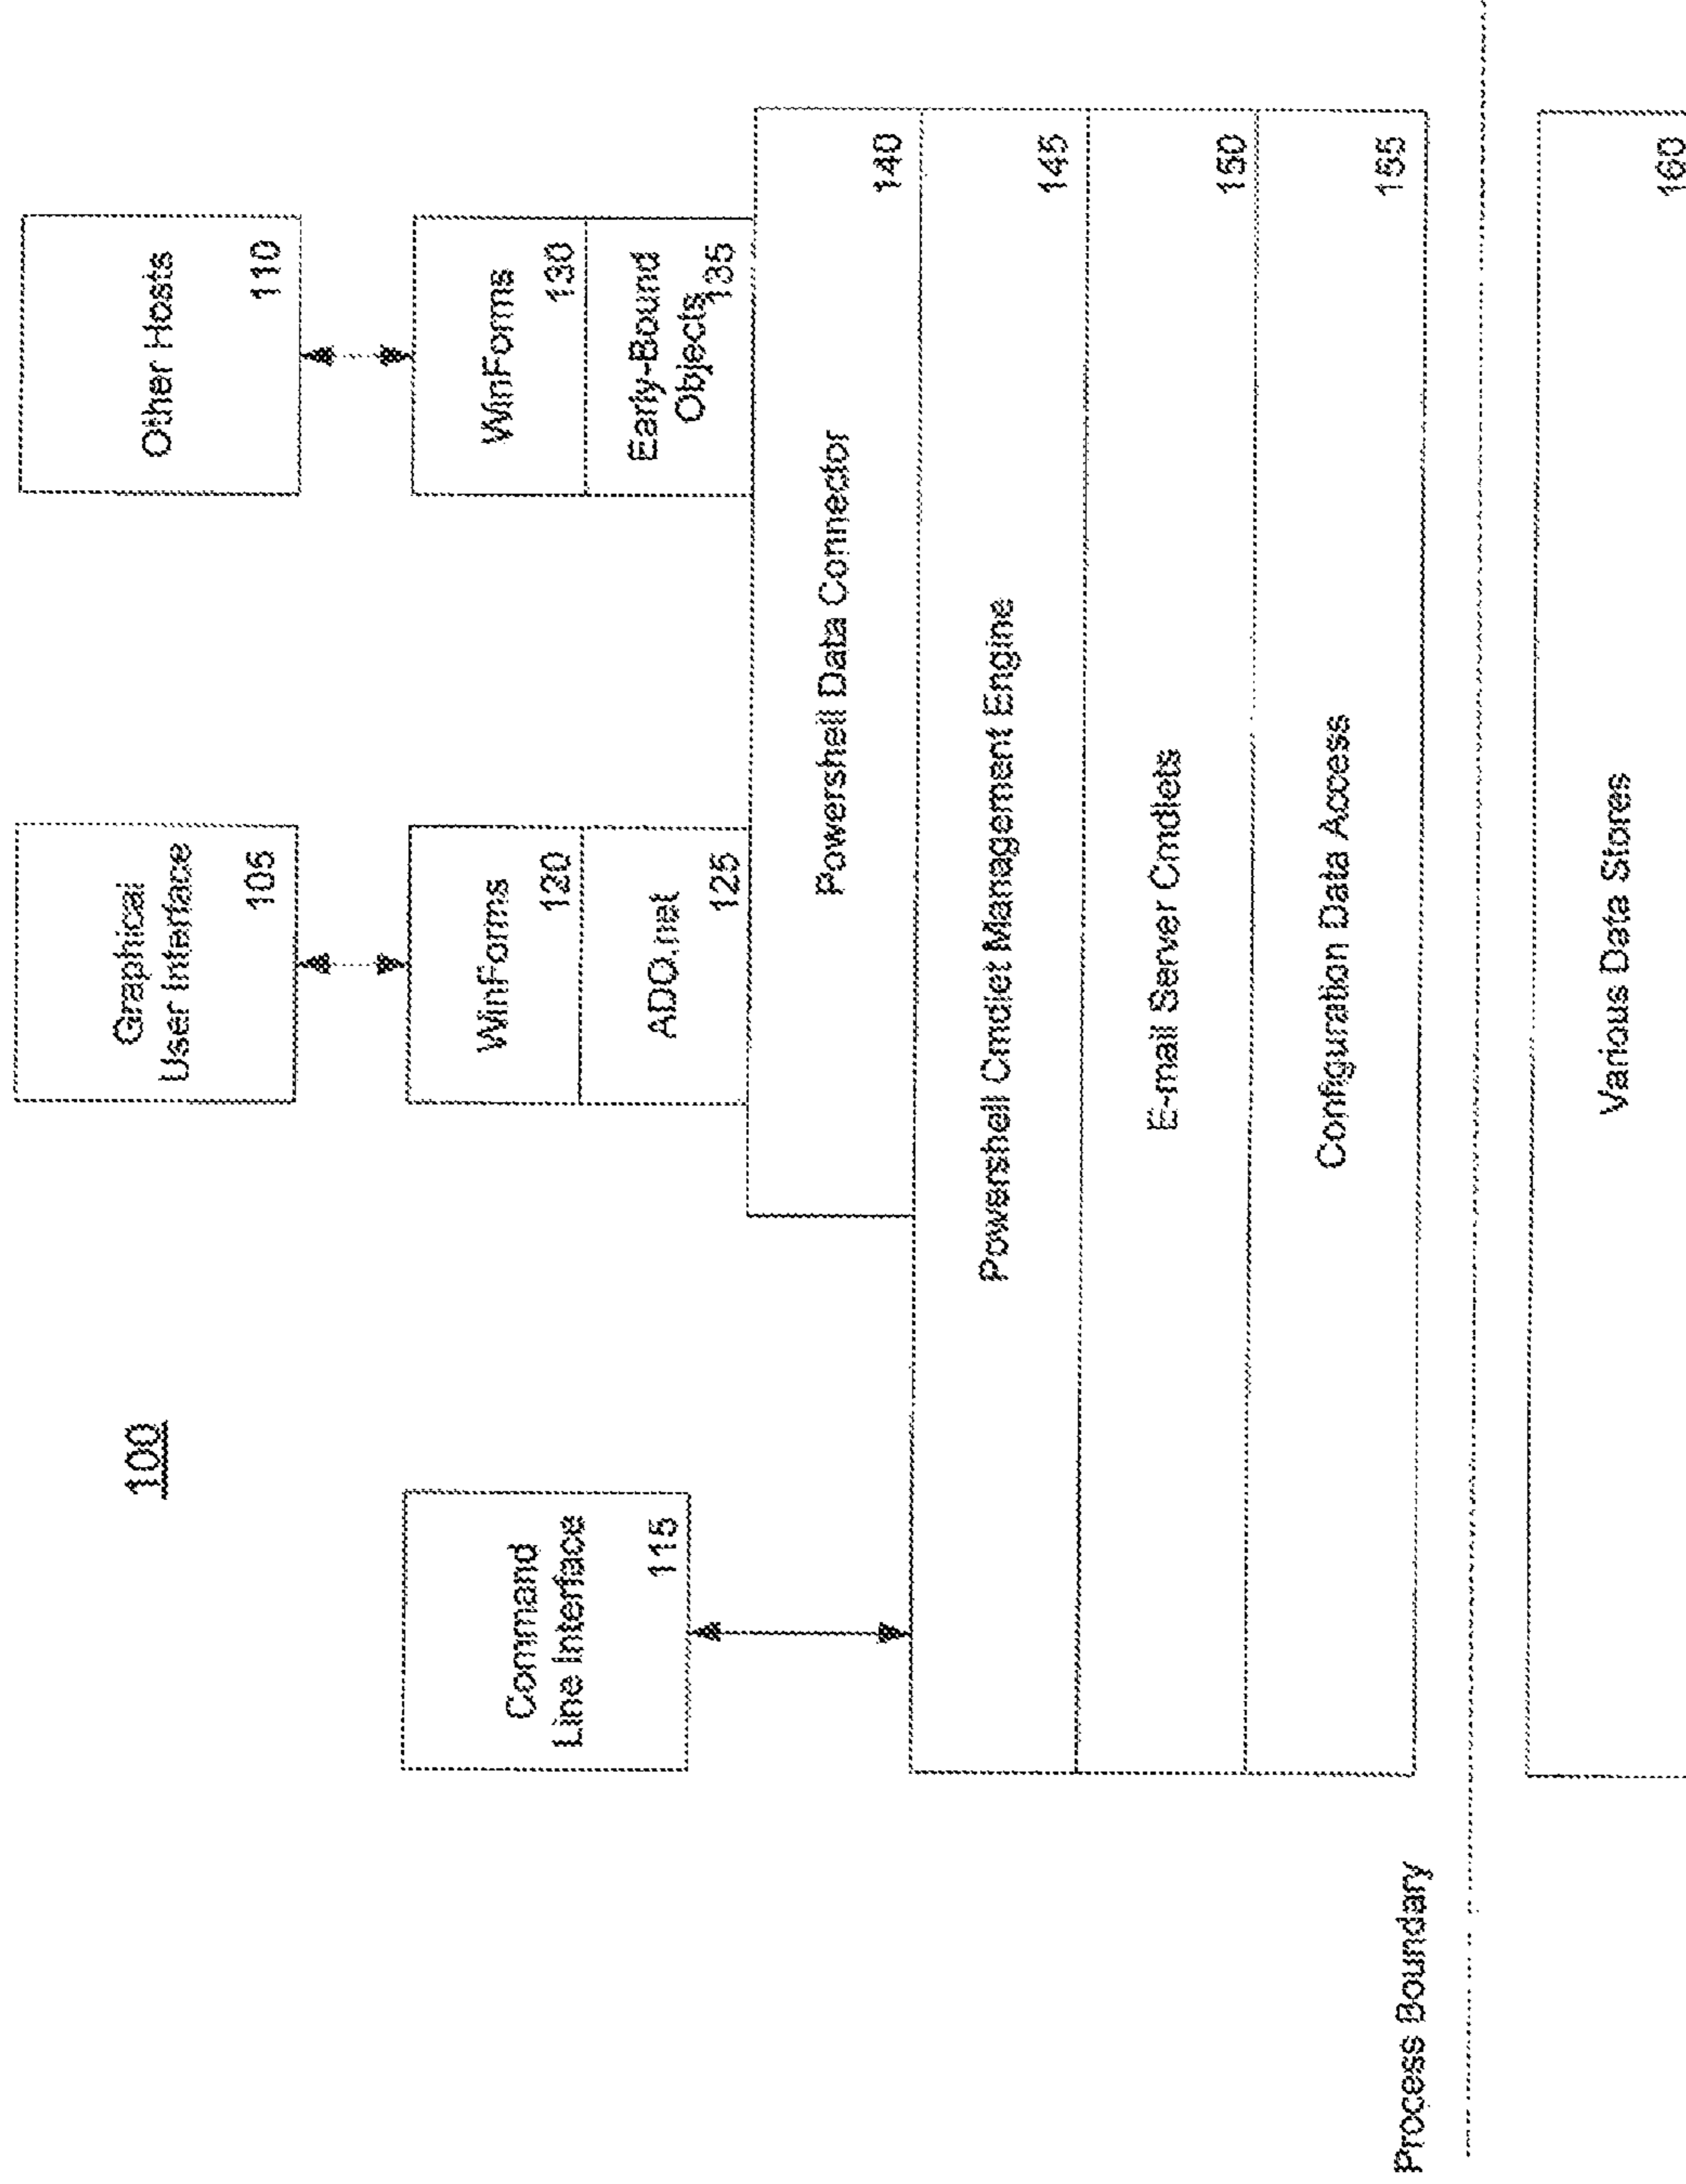 100
Graphical
User Interface
105
Other Hosts
110
Command
Line Interface
115
WinForms
120
ADO.net
125
WinForms
130
Early-Bound
Objects
135
Powershell Data Connector
140
Powershell Cmdlet Management Engine
145
E-mail Server Cmdlets
150
Configuration Data Access
155
Process Boundary
Various Data Stores
160